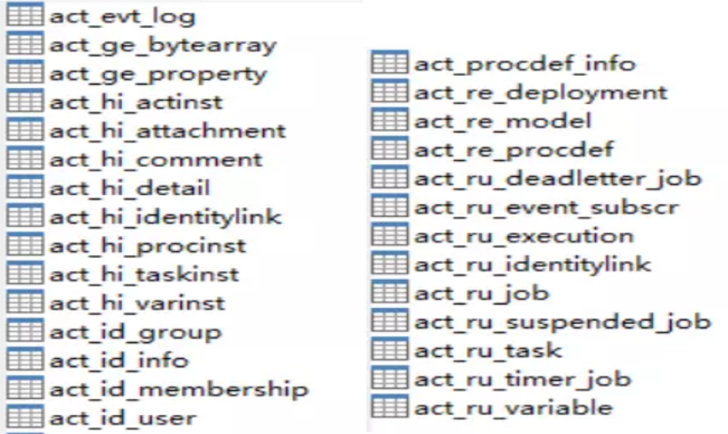 act_evt_log
act_ge_bytearray
act_ge_property
act_hi_actinst
act_hi_attachment
act_hi_comment
act_hi_detail
act_hi_identitylink
act_hi_procinst
act_hi_taskinst
act_hi_varinst
act_id_group
act_id_info
act_id_membership
act_id_user
act_procdef_info
act_re_deployment
act_re_model
act_re_procdef
act_ru_deadletter_job
act_ru_event_subscr
act_ru_execution
act_ru_identitylink
act_ru_job
act_ru_suspended_job
act_ru_task
act_ru_timer_job
act_ru_variable